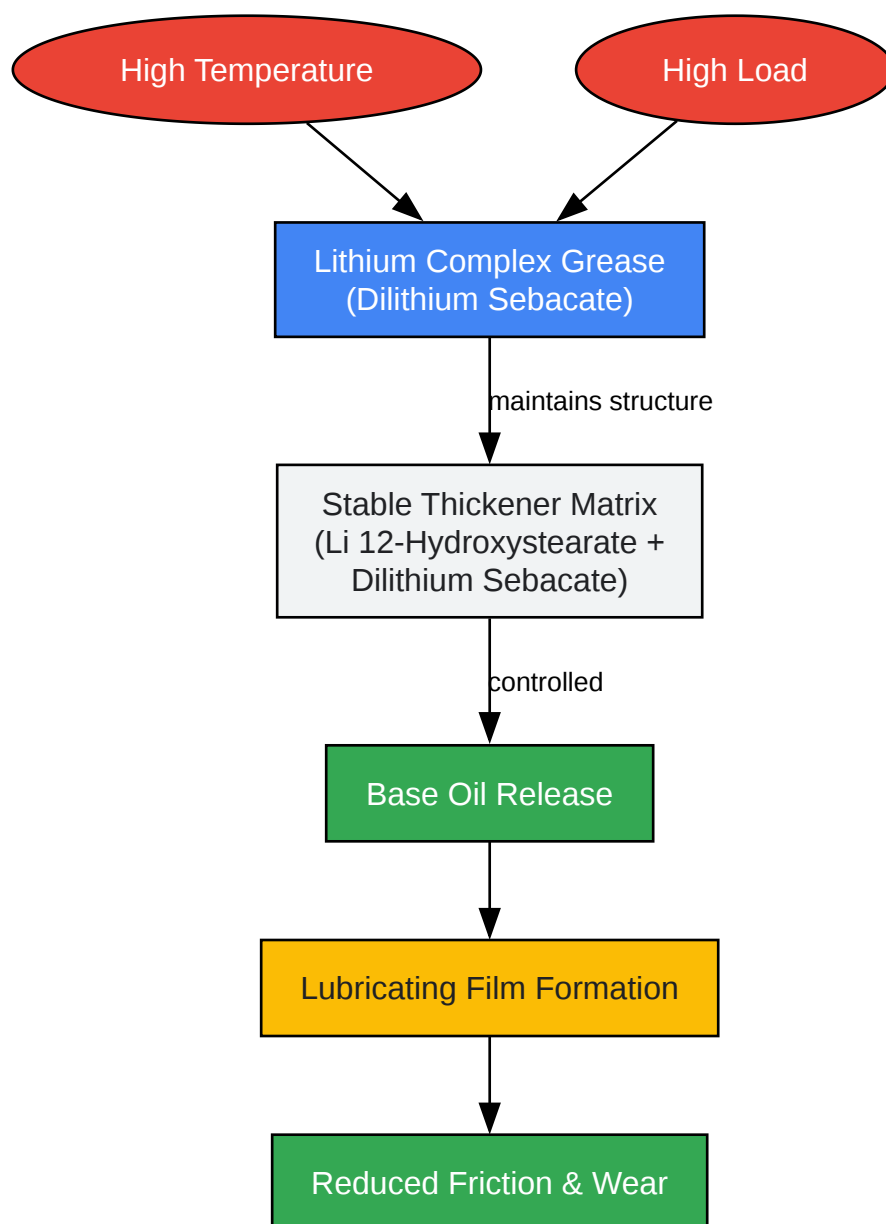 High Temperature
High Load
Lithium Complex Grease
(Dilithium Sebacate)
maintains structure
Stable Thickener Matrix
(Li 12-Hydroxystearate +
Dilithium Sebacate)
controlled
Base Oil Release
Lubricating Film Formation
Reduced Friction & Wear